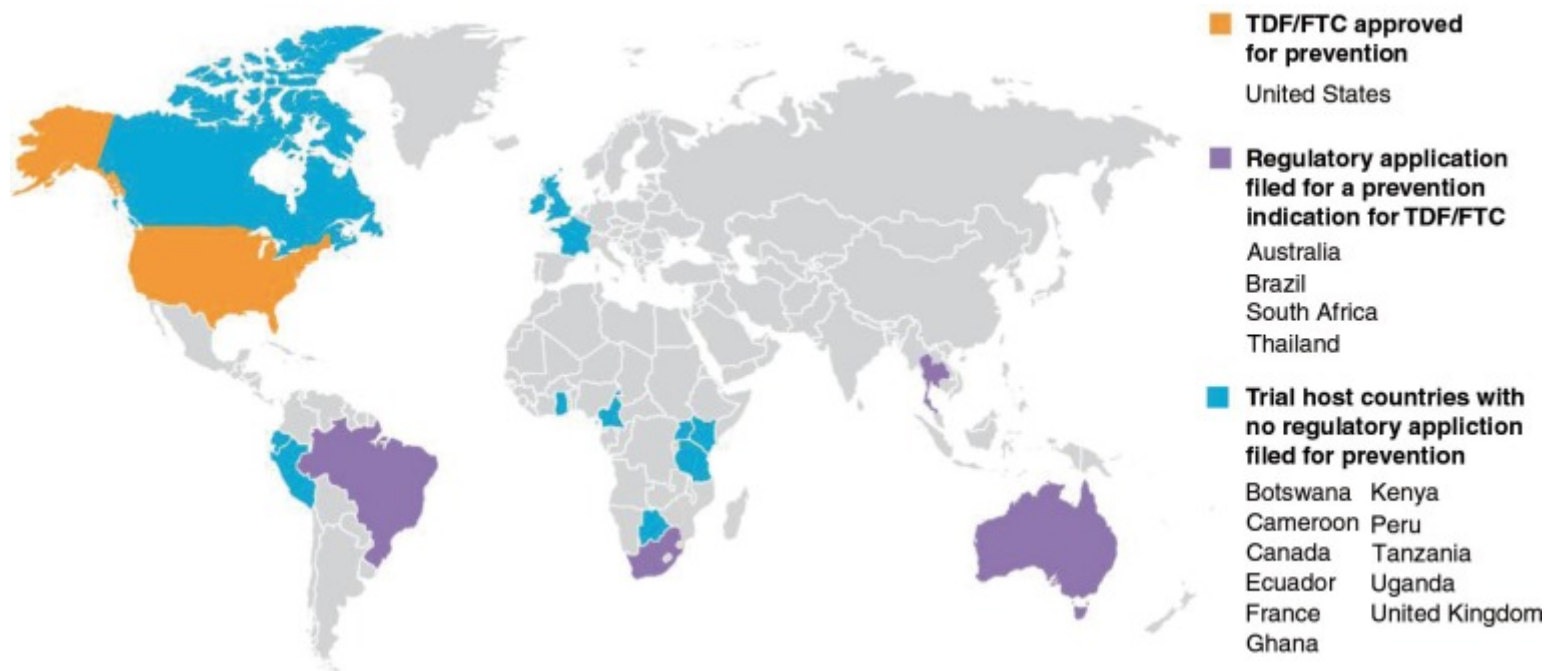 TDF/FTC approved
for prevention
United States
Regulatory application
filed for a prevention
indication for TDF/FTC
Australia
Brazil
South Africa
Thailand
Trial host countries with
no regulatory appliction
filed for prevention
Botswana Kenya
Cameroon Peru
Canada Tanzania
Ecuador Uganda
France United Kingdom
Ghana